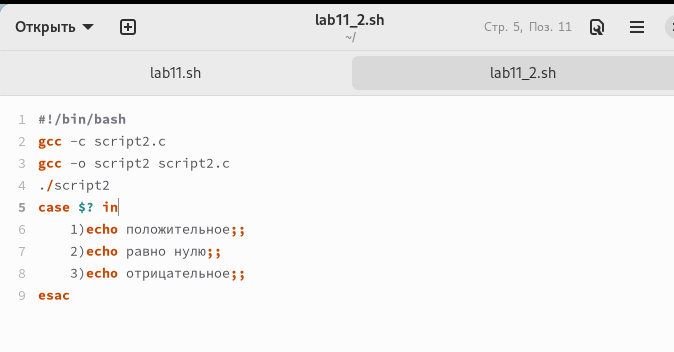 Открыть
lab11_2.sh
~/
Стр. 5, Поз. 11
lab11.sh
lab11_2.sh
1 #!/bin/bash
2 gcc -c script2.c
3 gcc -o script2 script2.c
4 ./script2
5 case $? in
6     1)echo положительное;;
7     2)echo равно нулю;;
8     3)echo отрицательное;;
9 esac